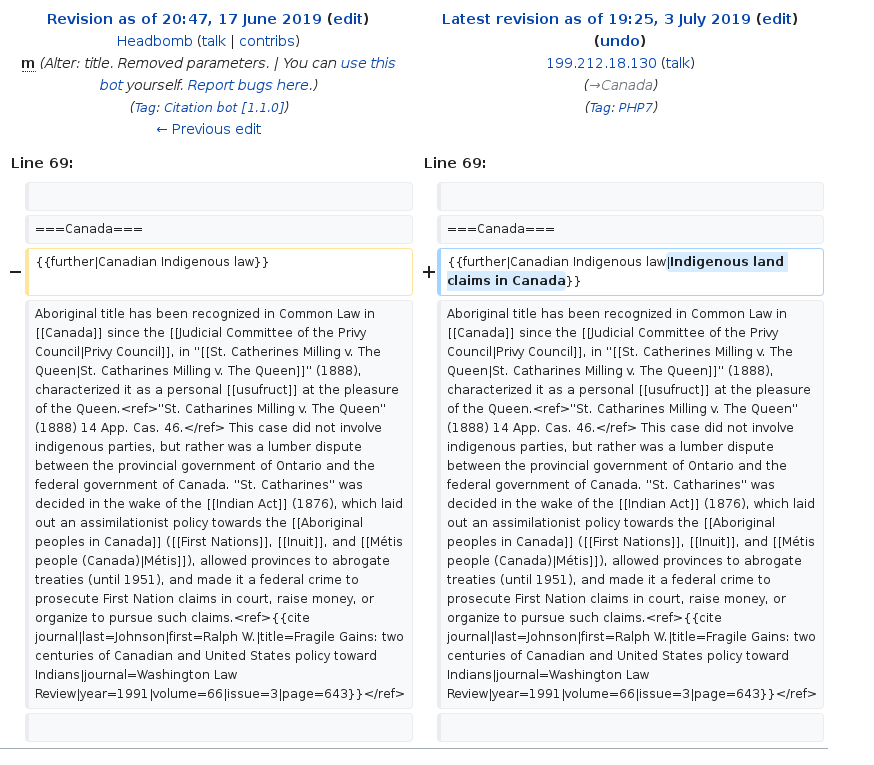 Revision as of 20:47, 17 June 2019 (edit)
Headbomb (talk | contribs)
m (Alter: title. Removed parameters. | You can use this
bot yourself. Report bugs here.)
(Tag: Citation bot [1.1.0])
← Previous edit
Latest revision as of 19:25, 3 July 2019 (edit)
(undo)
199.212.18.130 (talk)
(→Canada)
(Tag: PHP7)
Line 69:
Line 69:
===Canada===
===Canada===
− {{further|Canadian Indigenous law}}
+ {{further|Canadian Indigenous law|Indigenous land
claims in Canada}}
Aboriginal title has been recognized in Common Law in
[[Canada]] since the [[Judicial Committee of the Privy
Council|Privy Council]], in "[[St. Catherines Milling v. The
Queen|St. Catharines Milling v. The Queen]]" (1888),
characterized it as a personal [[usufruct]] at the pleasure
of the Queen.<ref>"St. Catharines Milling v. The Queen"
(1888) 14 App. Cas. 46.</ref> This case did not involve
indigenous parties, but rather was a lumber dispute
between the provincial government of Ontario and the
federal government of Canada. "St. Catharines" was
decided in the wake of the [[Indian Act]] (1876), which laid
out an assimilationist policy towards the [[Aboriginal
peoples in Canada]] ([[First Nations]], [[Inuit]], and [[Métis
people (Canada)|Métis]]), allowed provinces to abrogate
treaties (until 1951), and made it a federal crime to
prosecute First Nation claims in court, raise money, or
organize to pursue such claims.<ref>{{cite
journal|last=Johnson|first=Ralph W.|title=Fragile Gains: two
centuries of Canadian and United States policy toward
Indians|journal=Washington Law
Review|year=1991|volume=66|issue=3|page=643}}</ref>
Aboriginal title has been recognized in Common Law in
[[Canada]] since the [[Judicial Committee of the Privy
Council|Privy Council]], in "[[St. Catherines Milling v. The
Queen|St. Catharines Milling v. The Queen]]" (1888),
characterized it as a personal [[usufruct]] at the pleasure
of the Queen.<ref>"St. Catharines Milling v. The Queen"
(1888) 14 App. Cas. 46.</ref> This case did not involve
indigenous parties, but rather was a lumber dispute
between the provincial government of Ontario and the
federal government of Canada. "St. Catharines" was
decided in the wake of the [[Indian Act]] (1876), which laid
out an assimilationist policy towards the [[Aboriginal
peoples in Canada]] ([[First Nations]], [[Inuit]], and [[Métis
people (Canada)|Métis]]), allowed provinces to abrogate
treaties (until 1951), and made it a federal crime to
prosecute First Nation claims in court, raise money, or
organize to pursue such claims.<ref>{{cite
journal|last=Johnson|first=Ralph W.|title=Fragile Gains: two
centuries of Canadian and United States policy toward
Indians|journal=Washington Law
Review|year=1991|volume=66|issue=3|page=643}}</ref>